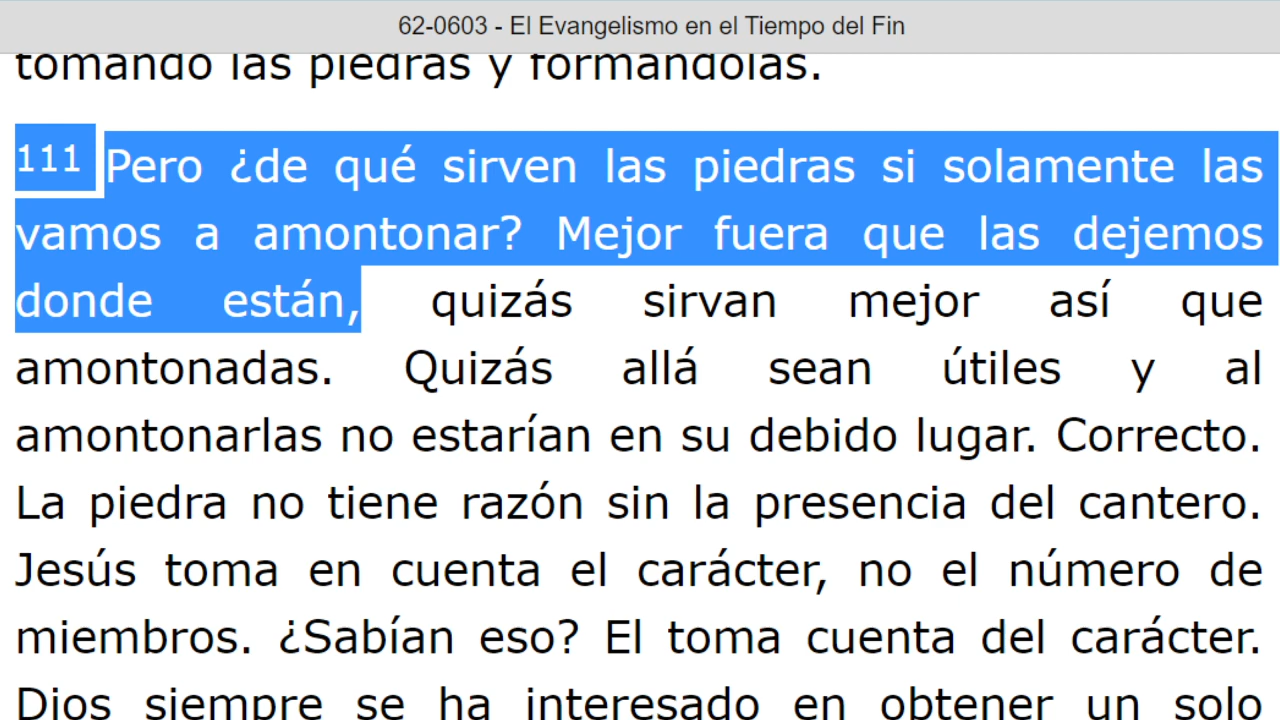 62-0603 - El Evangelismo en el Tiempo del Fin
tomando las piedras y formándolas.
111 Pero ¿de qué sirven las piedras si solamente las
vamos a amontonar? Mejor fuera que las dejemos
donde están, quizás sirvan mejor así que
amontonadas. Quizás allá sean útiles y al
amontonarlas no estarían en su debido lugar. Correcto.
La piedra no tiene razón sin la presencia del cantero.
Jesús toma en cuenta el carácter, no el número de
miembros. ¿Sabían eso? El toma cuenta del carácter.
Dios siempre se ha interesado en obtener un solo